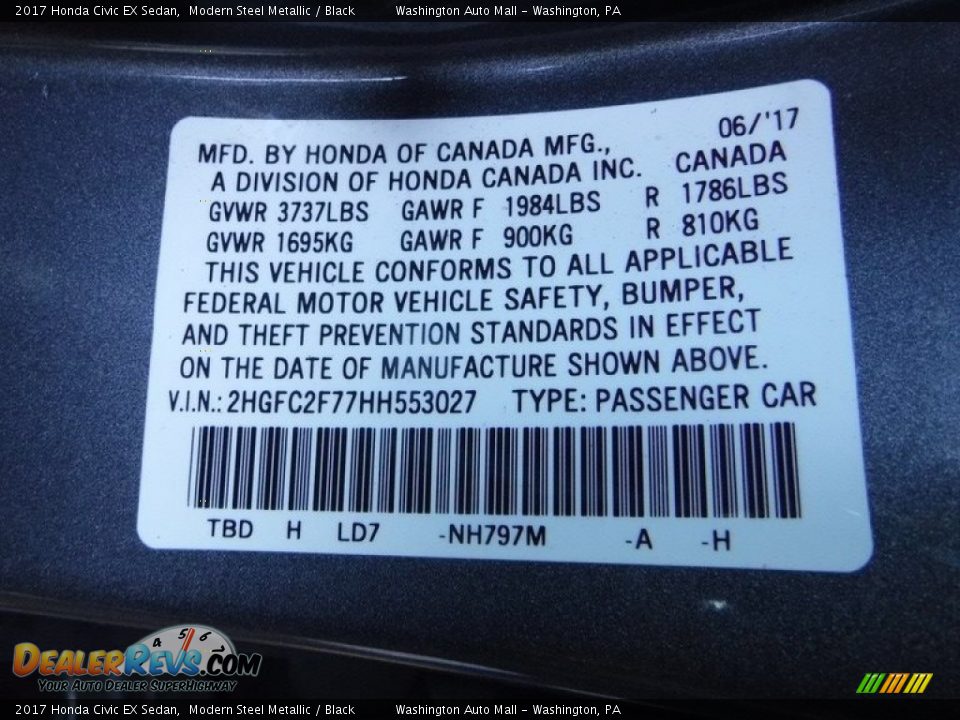 2017 Honda Civic EX Sedan, Modern Steel Metallic / Black Washington Auto Mall - Washington, PA
06/'17
MFD. BY HONDA OF CANADA MFG.,
A DIVISION OF HONDA CANADA INC. CANADA
GVWR 3737LBS GAWR F 1984LBS R 1786LBS
GVWR 1695KG GAWR F 900KG R 810KG
THIS VEHICLE CONFORMS TO ALL APPLICABLE
FEDERAL MOTOR VEHICLE SAFETY, BUMPER,
AND THEFT PREVENTION STANDARDS IN EFFECT
ON THE DATE OF MANUFACTURE SHOWN ABOVE.
V.I.N.: 2HGFC2F77HH553027 TYPE: PASSENGER CAR
TBD H LD7 -NH797M -A -H
4 5 6
DEALERREVS.COM
YOUR AUTO DEALER SUPERHIGHWAY
2017 Honda Civic EX Sedan, Modern Steel Metallic / Black Washington Auto Mall - Washington, PA